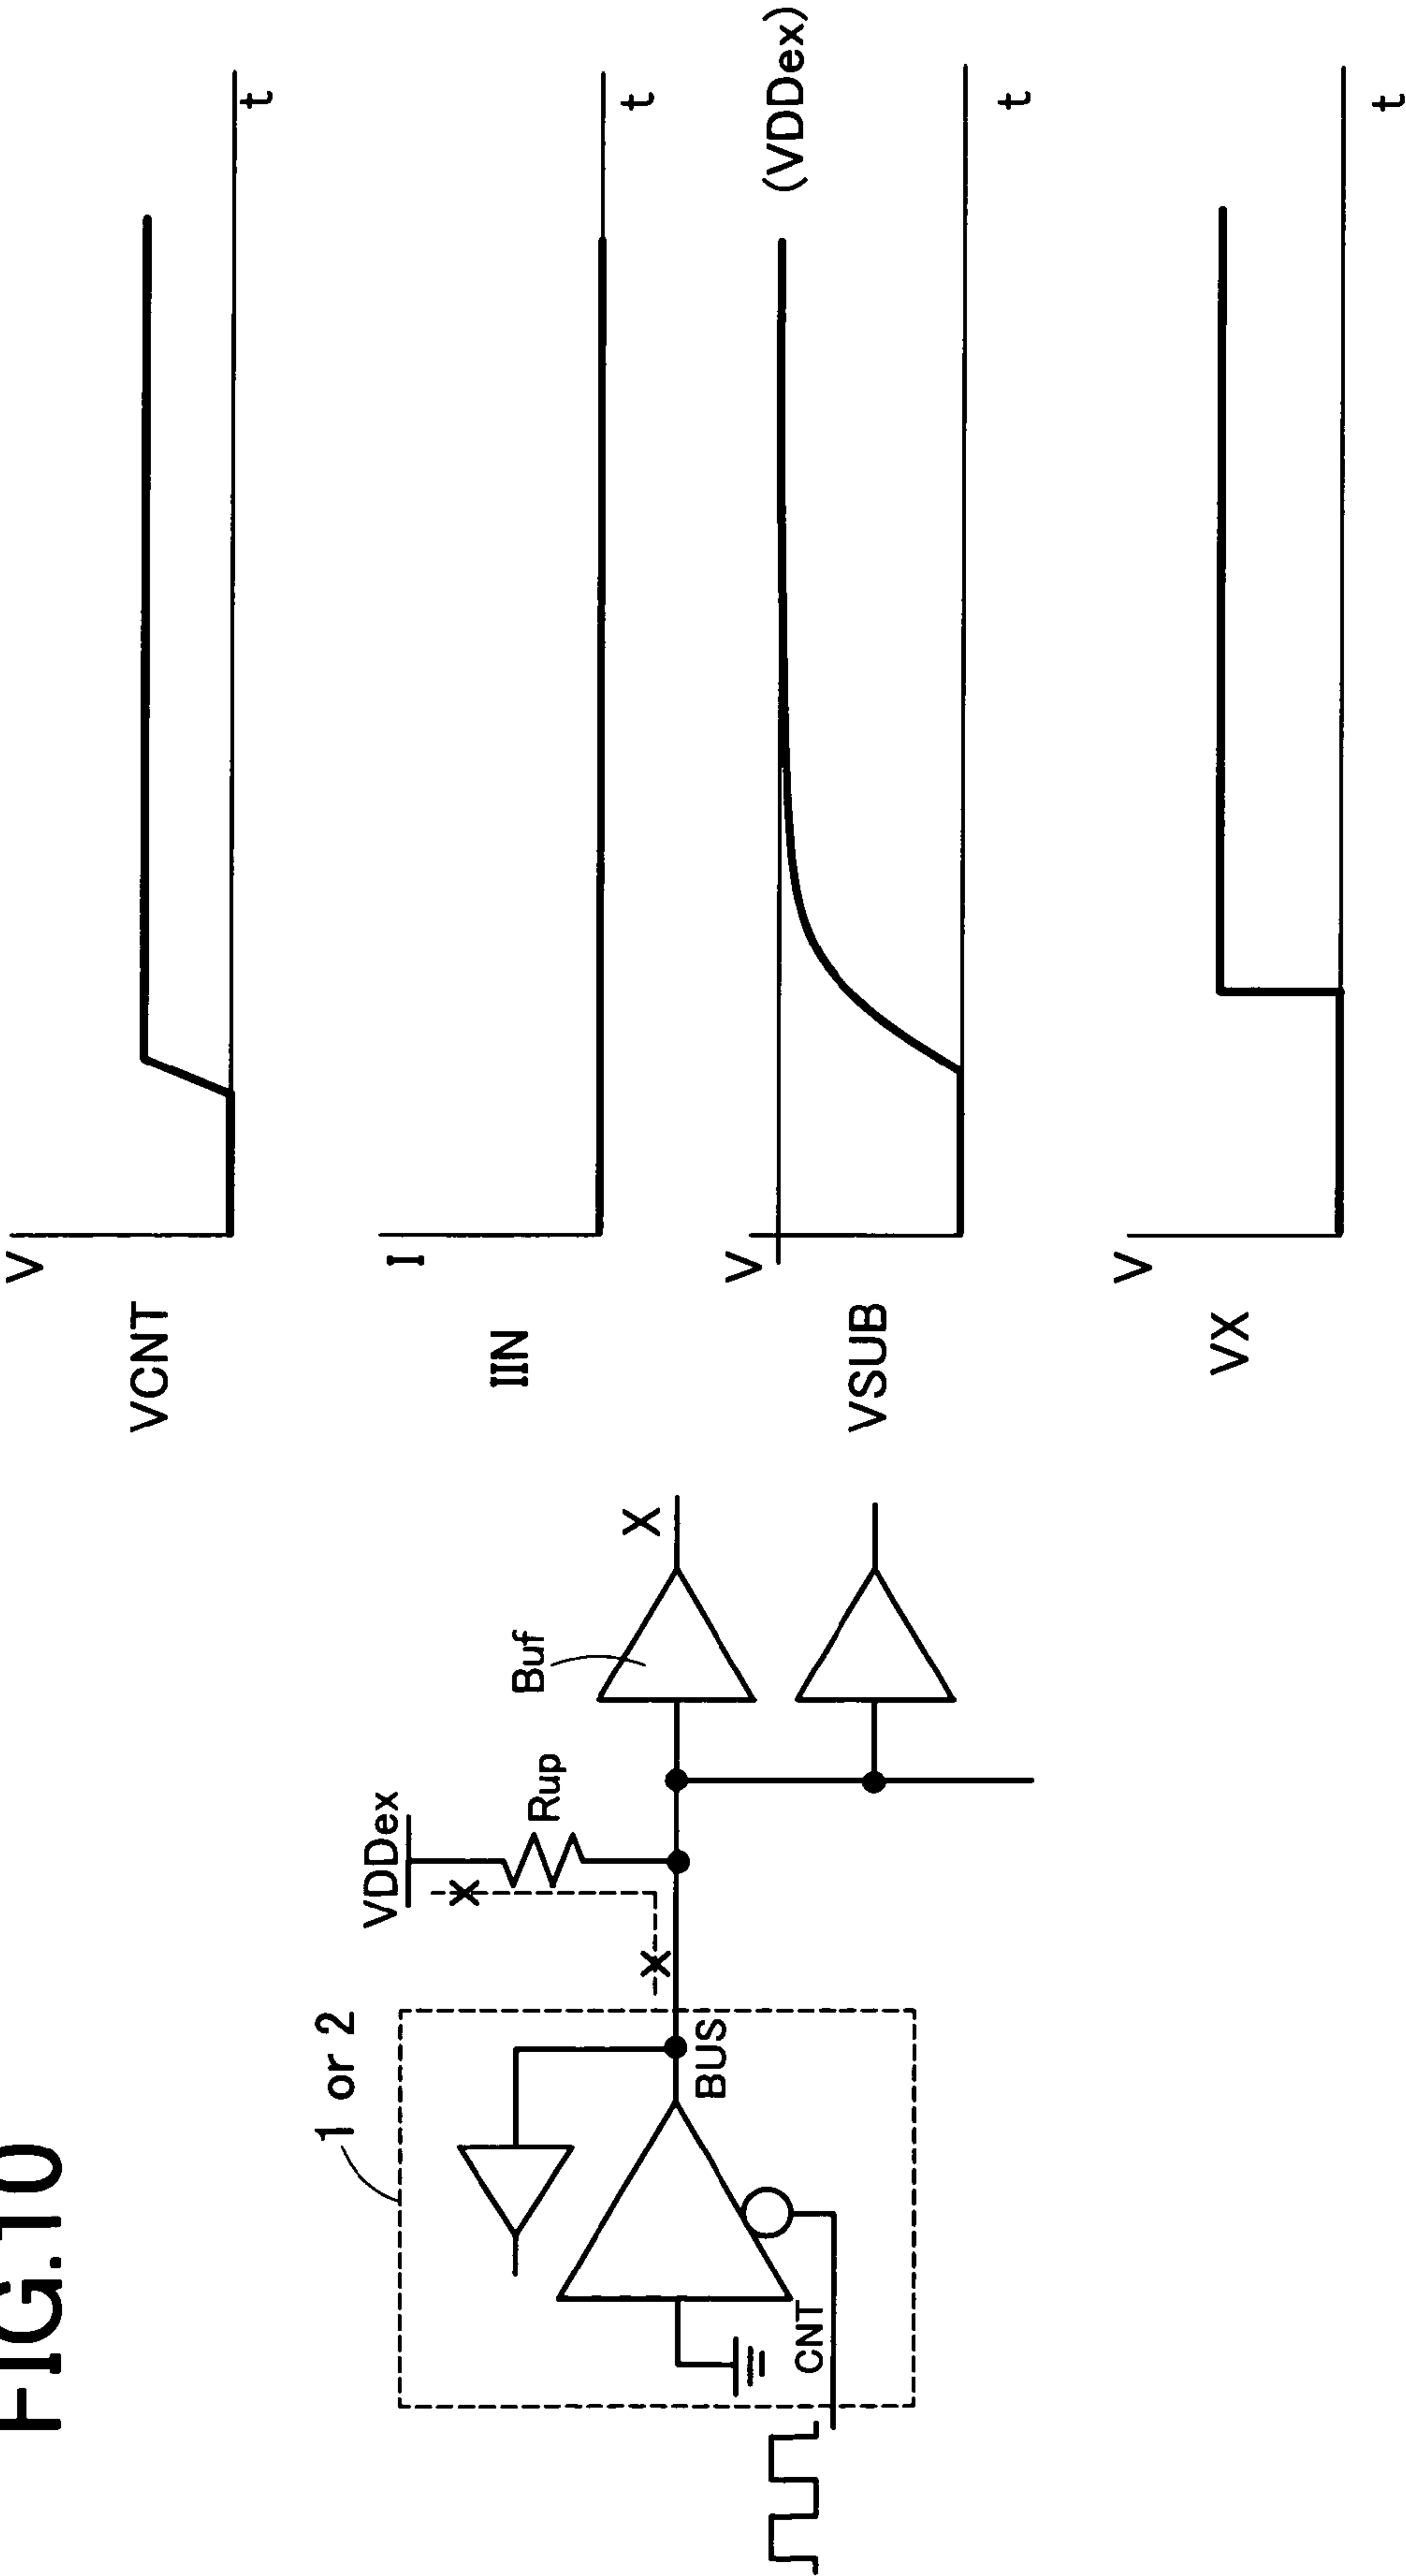 FIG.10
1 or 2
VDDex
Rup
Buf
X
BUS
CNT
VCNT
V
t
IIN
I
t
VSUB
V
(VDDex)
t
VX
V
t